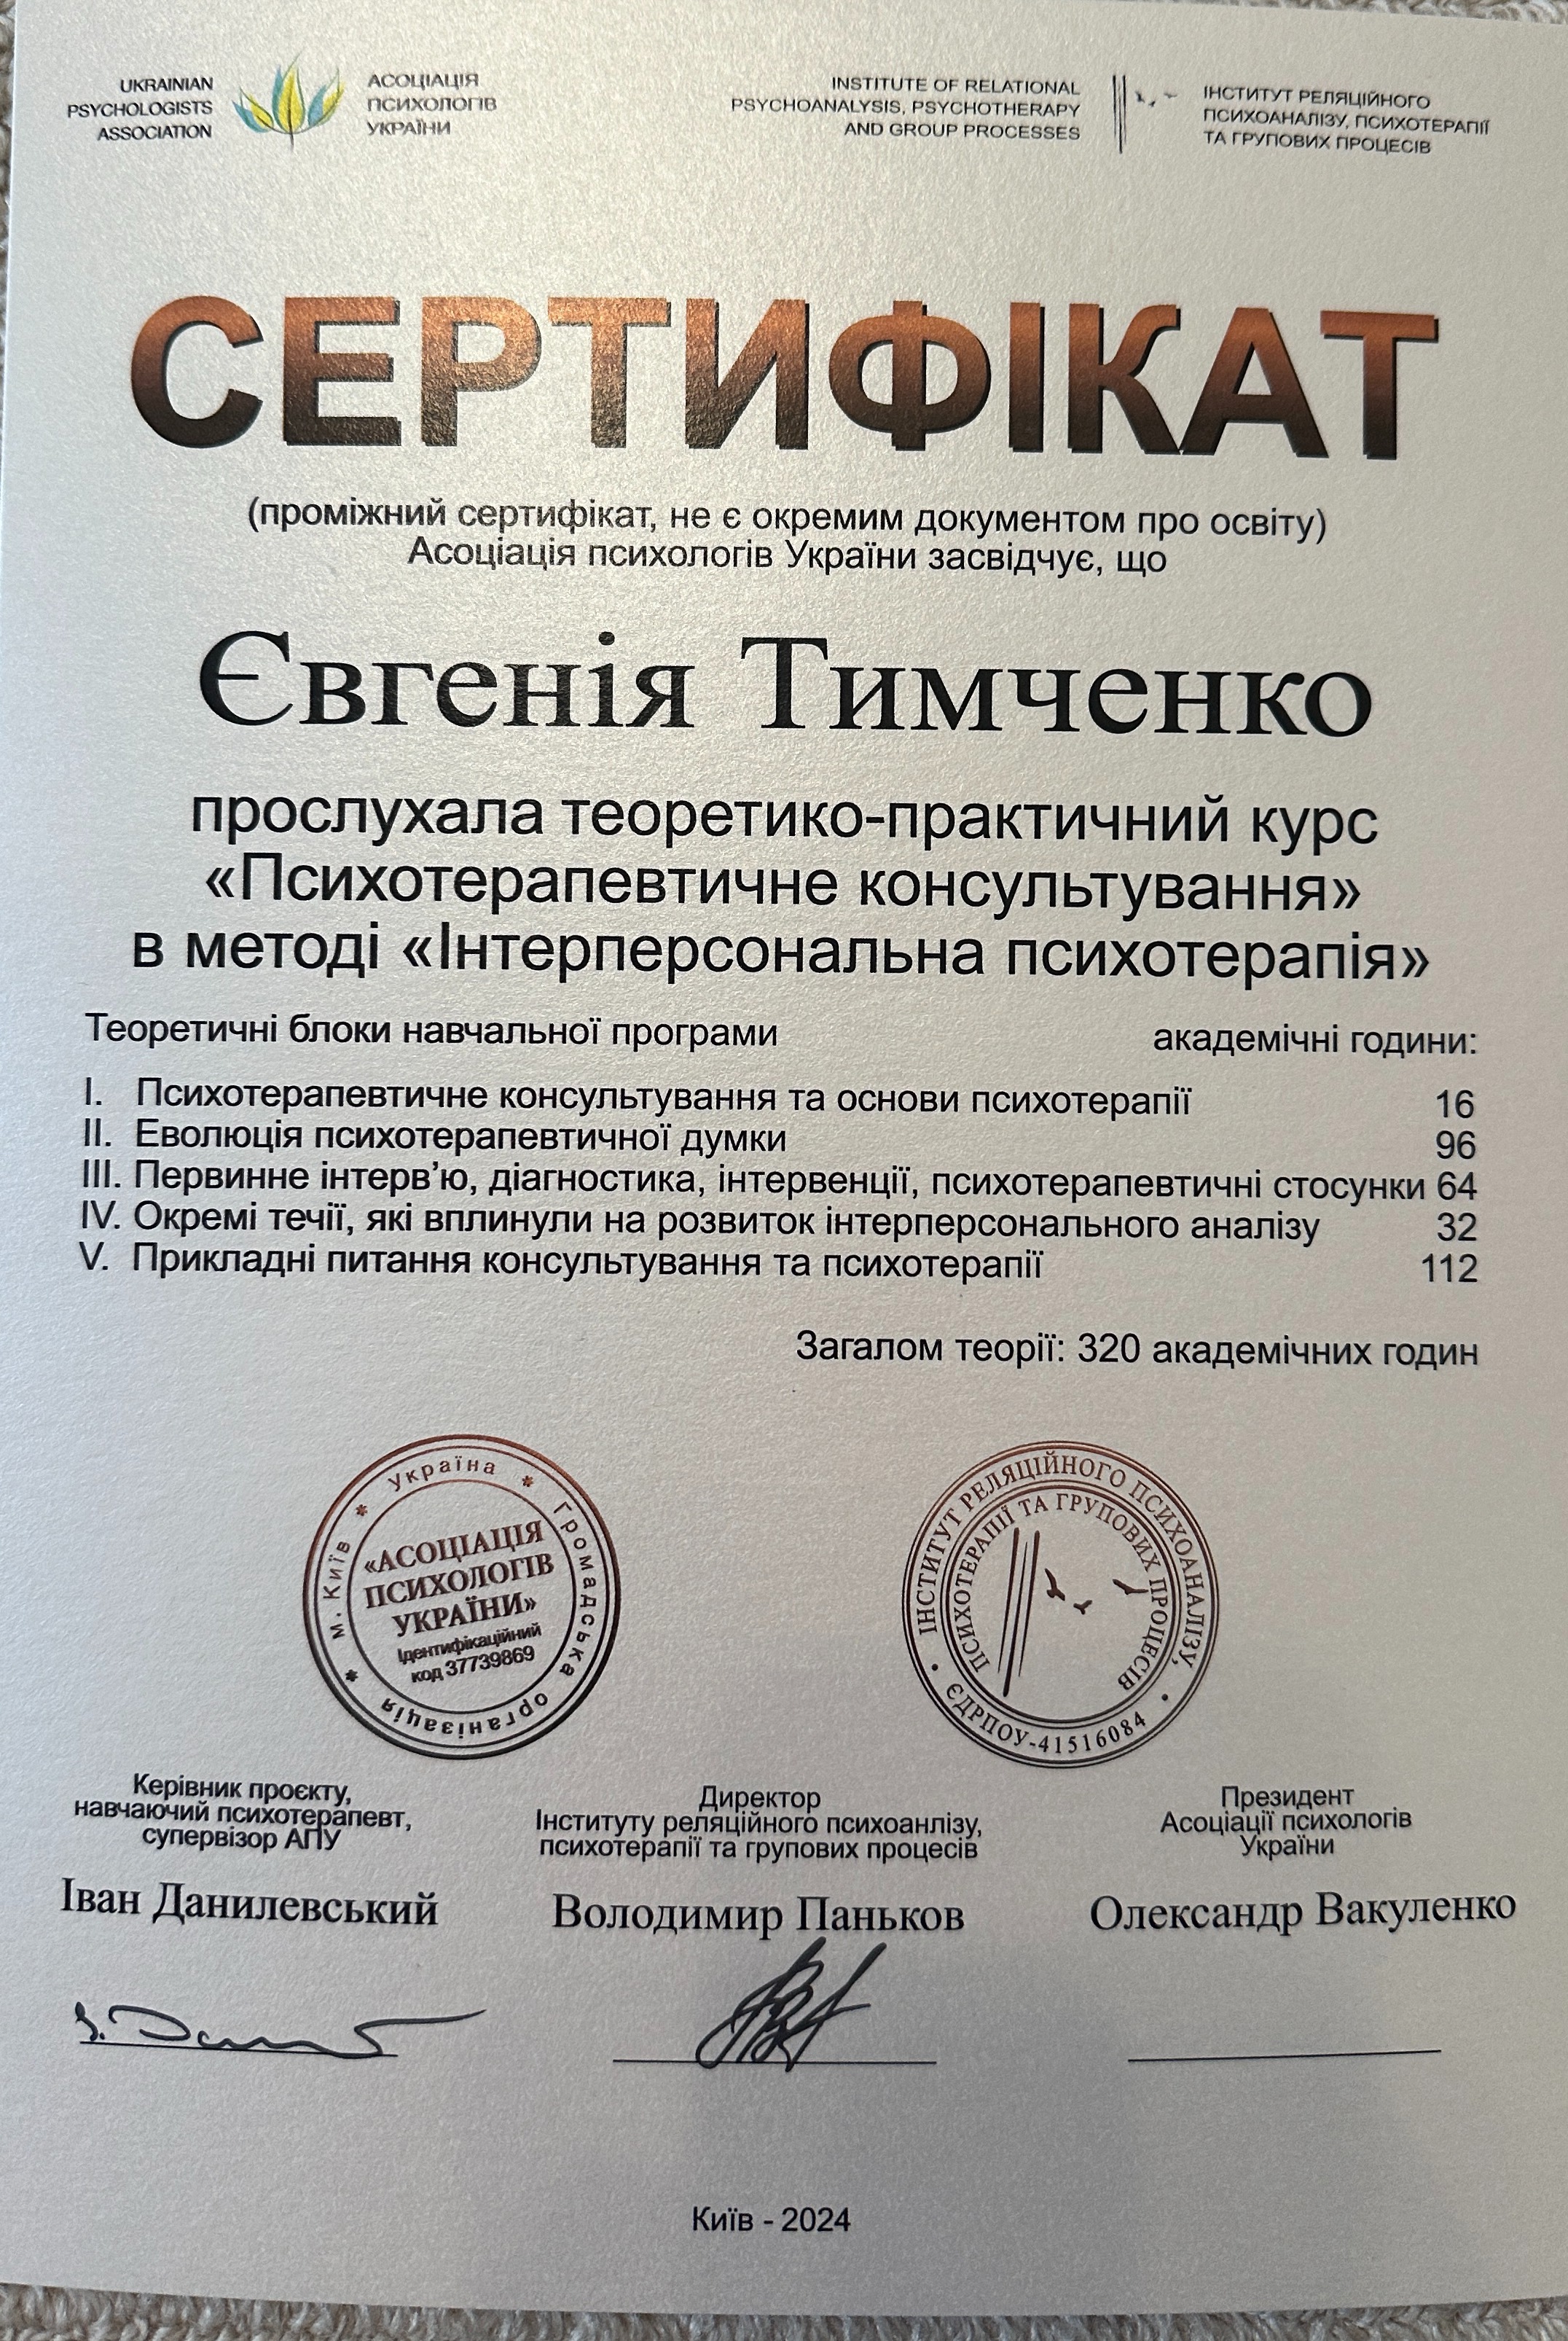 UKRAINIAN
PSYCHOLOGISTS
ASSOCIATION
АСОЦІАЦІЯ
ПСИХОЛОГІВ
УКРАЇНИ
INSTITUTE OF RELATIONAL
PSYCHOANALYSIS, PSYCHOTHERAPY
AND GROUP PROCESSES
ІНСТИТУТ РЕЛЯЦІЙНОГО
ПСИХОАНАЛІЗУ, ПСИХОТЕРАПІЇ
ТА ГРУПОВИХ ПРОЦЕСІВ
СЕРТИФІКАТ
(проміжний сертифікат, не є окремим документом про освіту)
Асоціація психологів України засвідчує, що
Євгенія Тимченко
прослухала теоретико-практичний курс
«Психотерапевтичне консультування»
в методі «Інтерперсональна психотерапія»
Теоретичні блоки навчальної програми академічні години:
I. Психотерапевтичне консультування та основи психотерапії 16
II. Еволюція психотерапевтичної думки 96
III. Первинне інтерв’ю, діагностика, інтервенції, психотерапевтичні стосунки 64
IV. Окремі течії, які вплинули на розвиток інтерперсонального аналізу 32
V. Прикладні питання консультування та психотерапії 112
Загалом теорії: 320 академічних годин
м. Київ * Україна * Громадська організація *
«АСОЦІАЦІЯ
ПСИХОЛОГІВ
УКРАЇНИ»
Ідентифікаційний
код 37739869
ІНСТИТУТ РЕЛЯЦІЙНОГО ПСИХОАНАЛІЗУ,
ПСИХОТЕРАПІЇ ТА ГРУПОВИХ ПРОЦЕСІВ
• ЄДРПОУ-41516084 •
Керівник проєкту,
навчаючий психотерапевт,
супервізор АПУ
Іван Данилевський
Директор
Інституту реляційного психоанлізу,
психотерапії та групових процесів
Володимир Паньков
Президент
Асоціації психологів
України
Олександр Вакуленко
Київ - 2024